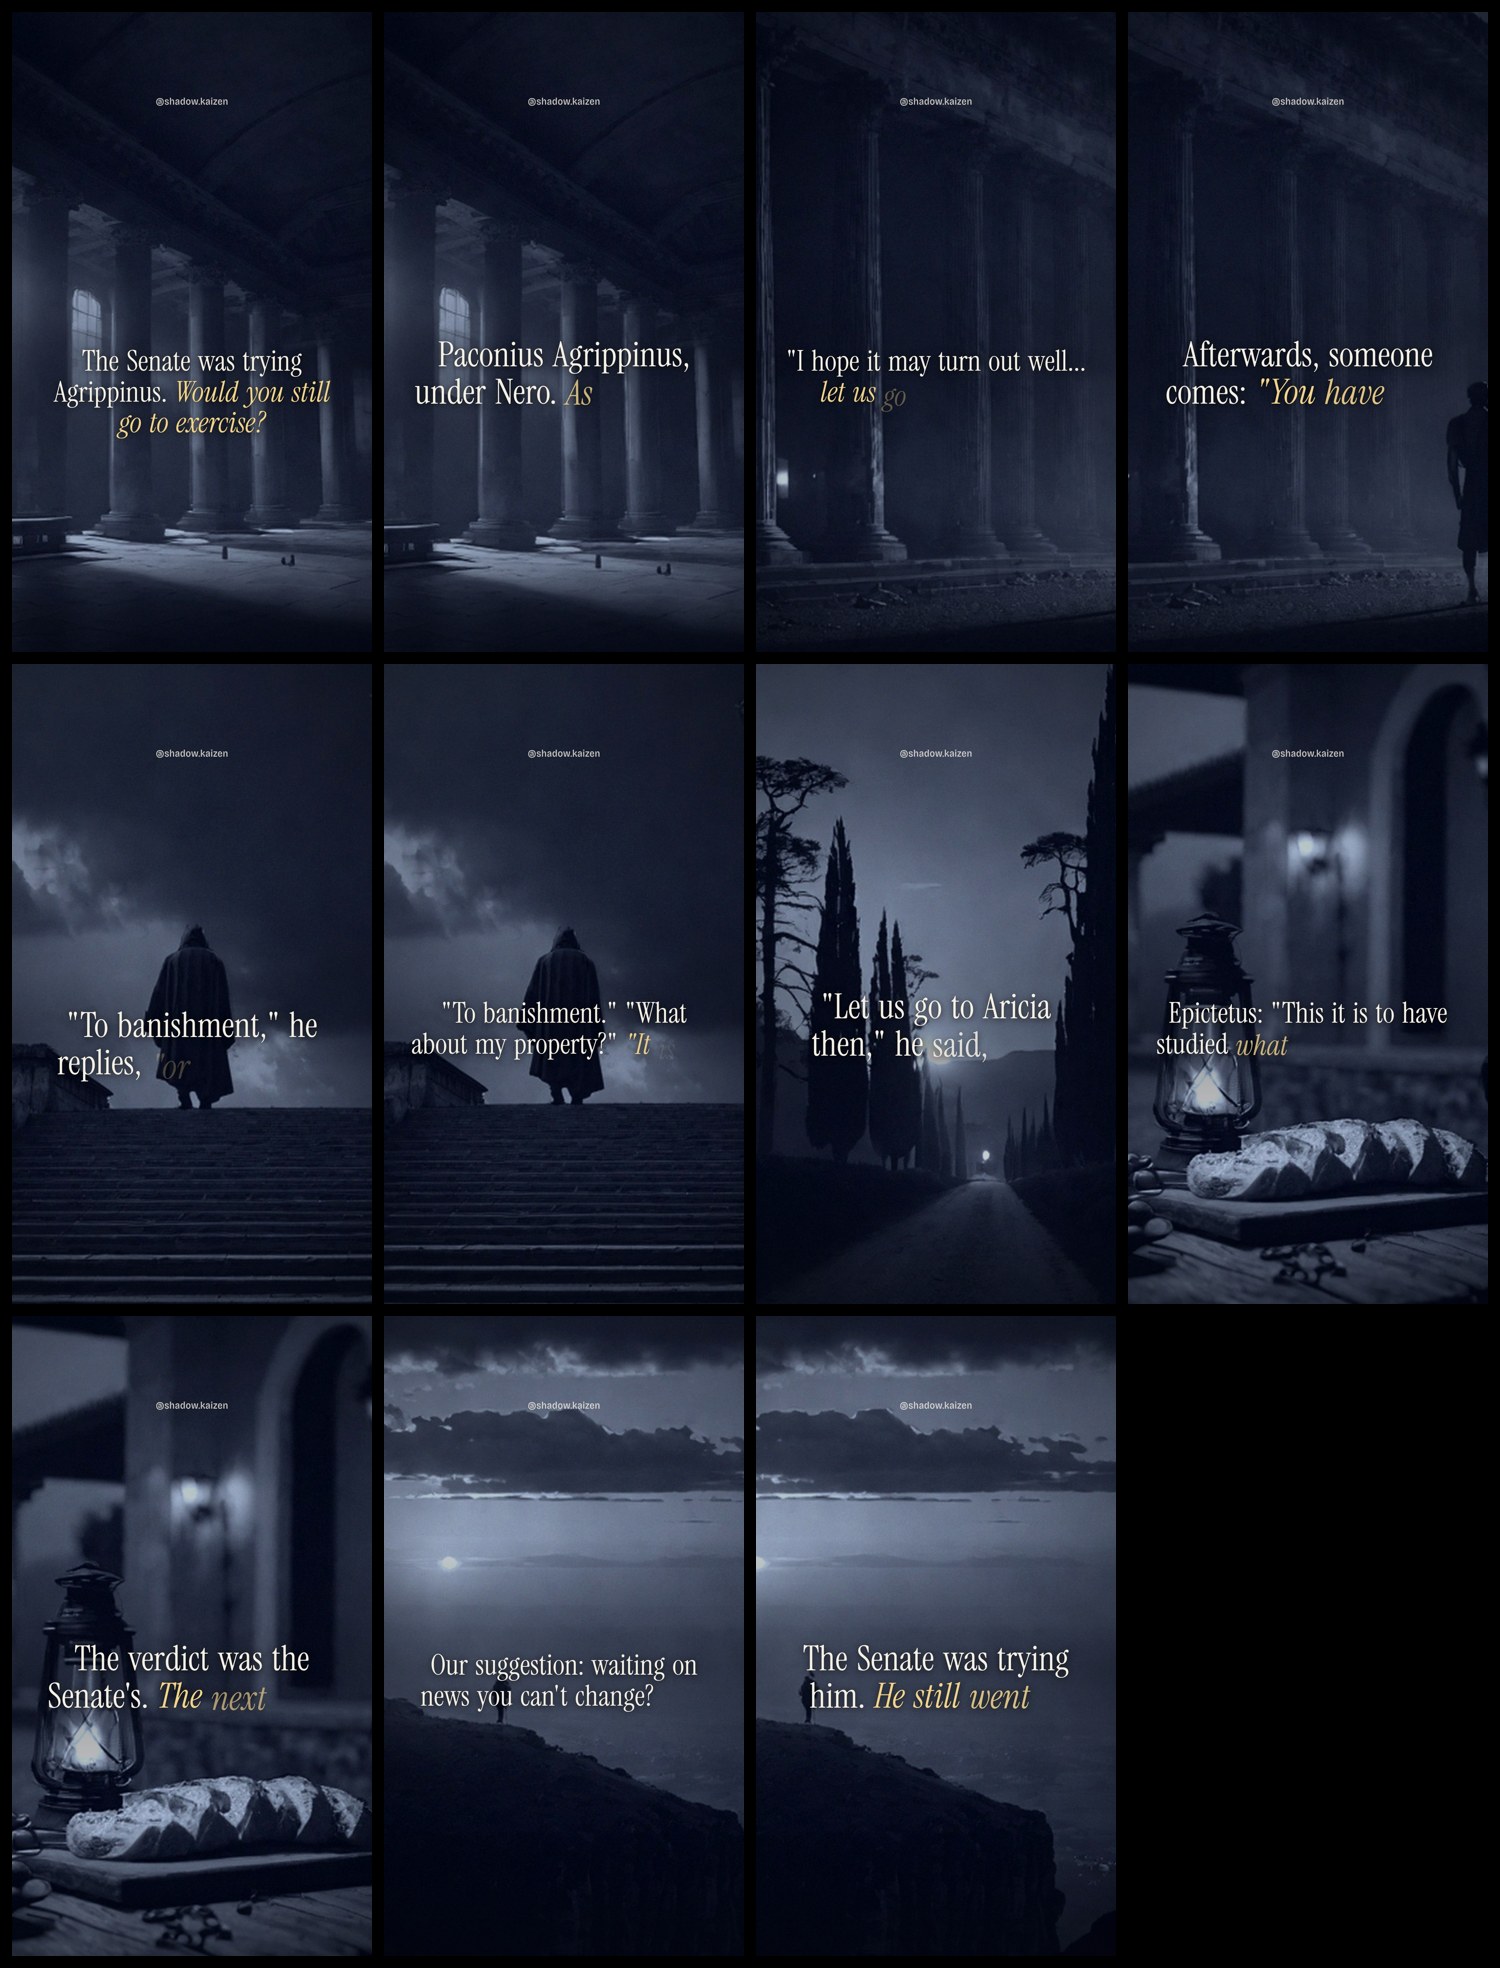 @shadow.kaizen
The Senate was trying
Agrippinus. Would you still
go to exercise?
@shadow.kaizen
Paconius Agrippinus,
under Nero. As
@shadow.kaizen
"I hope it may turn out well...
let us go
@shadow.kaizen
Afterwards, someone
comes: "You have
@shadow.kaizen
"To banishment," he
replies, "or
@shadow.kaizen
"To banishment." "What
about my property?" "It is
@shadow.kaizen
"Let us go to Aricia
then," he said,
@shadow.kaizen
Epictetus: "This it is to have
studied what
@shadow.kaizen
The verdict was the
Senate's. The next
@shadow.kaizen
Our suggestion: waiting on
news you can't change?
@shadow.kaizen
The Senate was trying
him. He still went